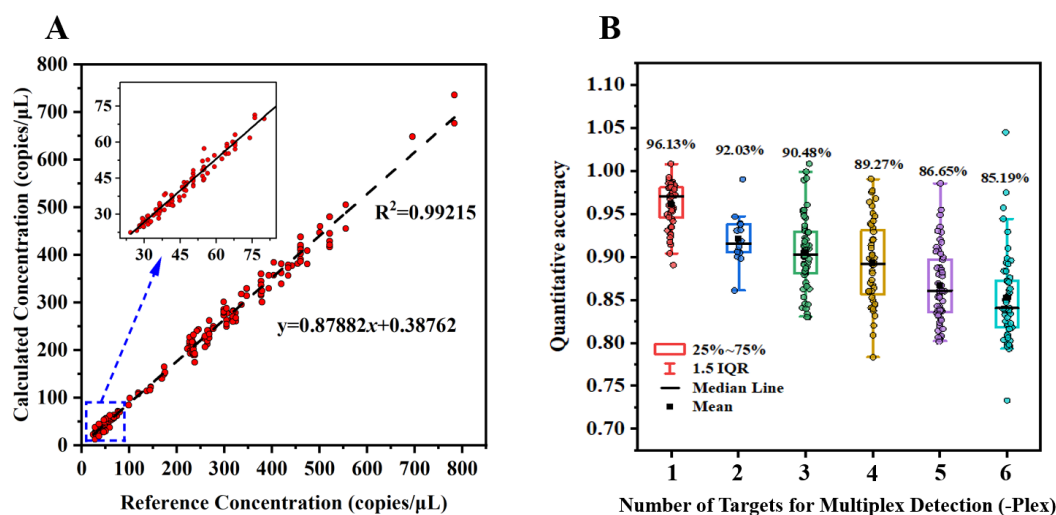 A
Calculated Concentration (copies/μL)
800
700
600
500
400
300
200
100
0
75
60
45
30
30 45 60 75
R²=0.99215
y=0.87882x+0.38762
0 100 200 300 400 500 600 700 800
Reference Concentration (copies/μL)
B
Quantitative accuracy
1.10
1.05
1.00
0.95
0.90
0.85
0.80
0.75
0.70
96.13%
92.03%
90.48%
89.27%
86.65%
85.19%
25%~75%
1.5 IQR
Median Line
Mean
1 2 3 4 5 6
Number of Targets for Multiplex Detection (-Plex)